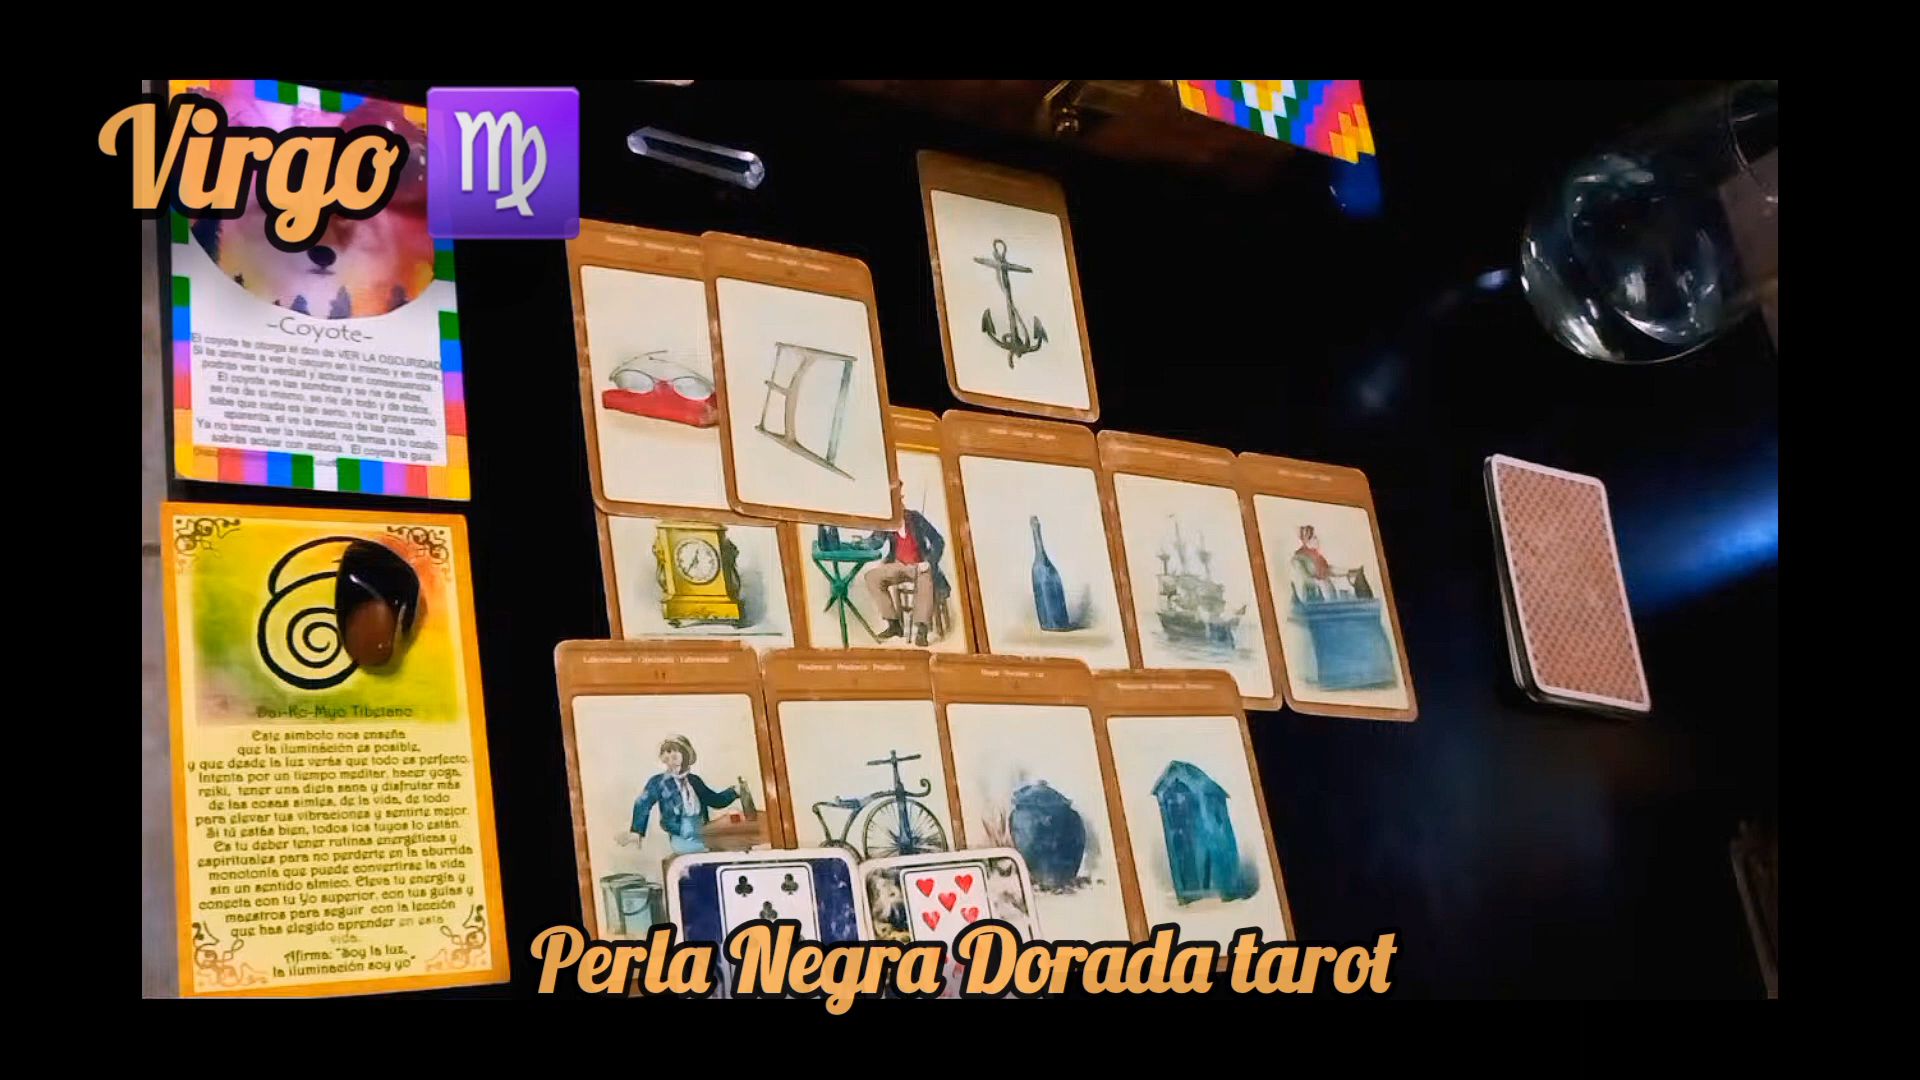 Virgo ♍
-Coyote-
El coyote te otorga el don de VER LA OSCURIDAD
Si te animas a ver lo oscuro en ti mismo y en otros,
podrás ver la verdad y actuar en consecuencia.
El coyote ve las sombras y se ríe de ellas,
se ríe de si mismo, se ríe de todo y de todos,
sabe que nada es tan serio, ni tan grave como
aparenta, el ve la esencia de las cosas.
Ya no temas ver la realidad, no temas a lo oculto
sabrás actuar con astucia. El coyote te guía.
Dai-Ko-Myo Tibetano
Este simbolo nos enseña
que la iluminación es posible,
y que desde la luz verás que todo es perfecto.
Intenta por un tiempo meditar, hacer yoga,
reiki, tener una dieta sana y disfrutar más
de las cosas simles, de la vida, de todo
para elevar tus vibraciones y sentirte mejor.
Si tú estás bien, todos los tuyos lo están.
Es tu deber tener rutinas energéticas y
espirituales para no perderte en la aburrida
monotonía que puede convertirse la vida
sin un sentido álmico. Eleva tu energía y
conecta con tu Yo superior, con tus guías y
maestros para seguir con la lección
que has elegido aprender en esta
vida.
Afirma: "Soy la luz,
la iluminación soy yo"
Perla Negra Dorada tarot